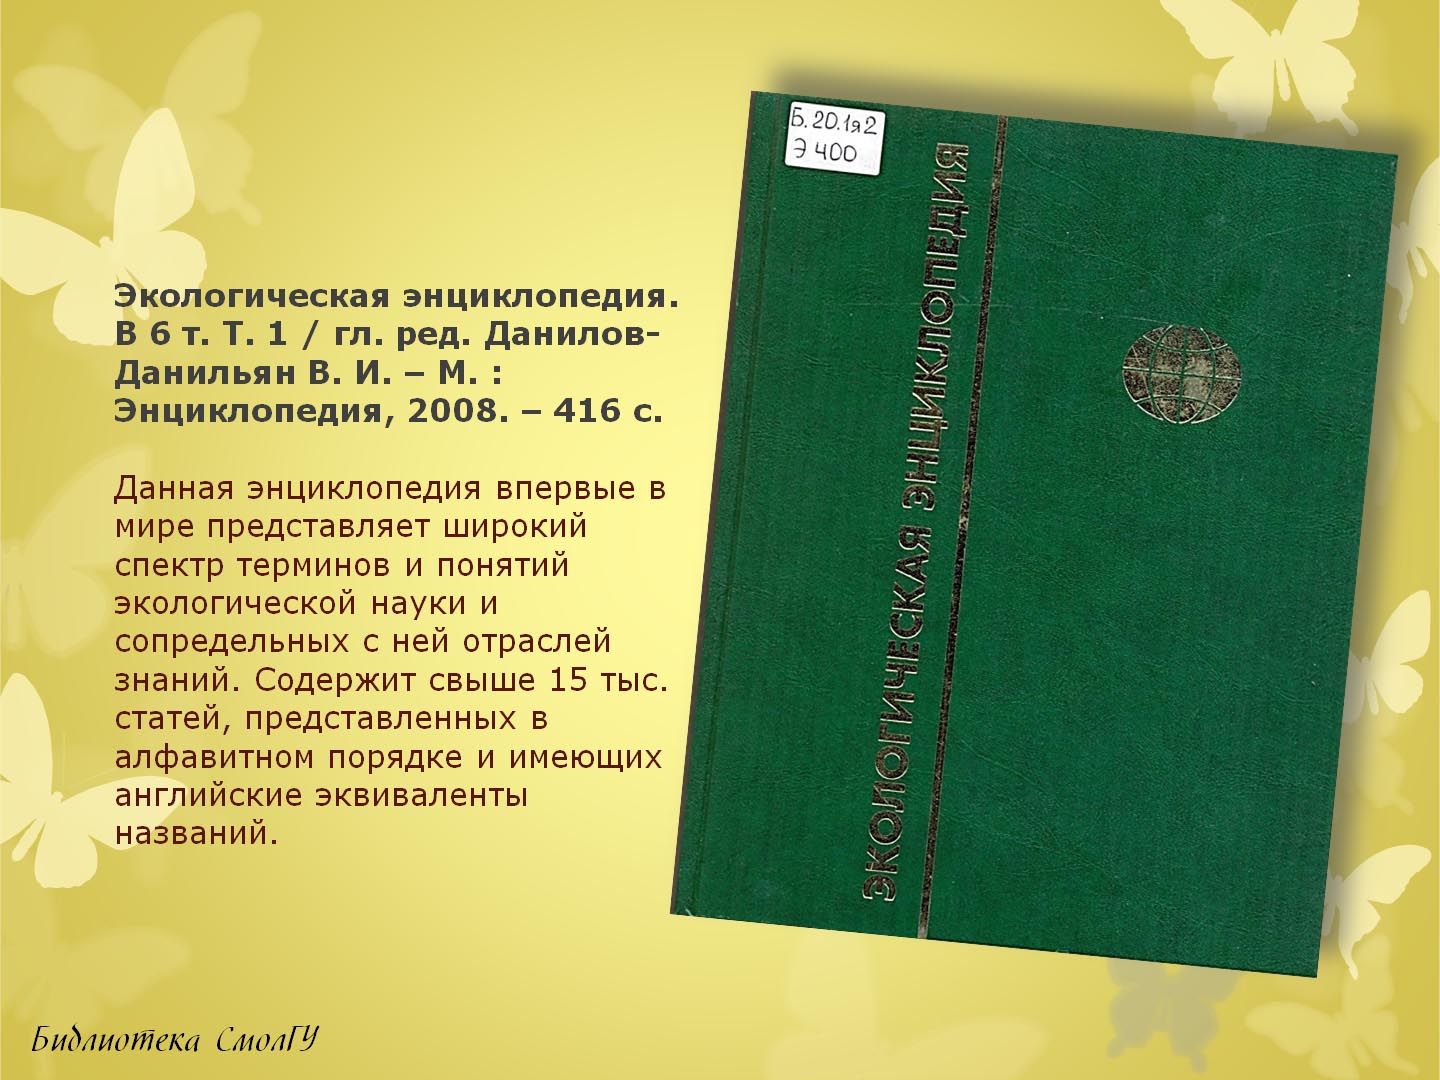 Экологическая энциклопедия.
В 6 т. Т. 1 / гл. ред. Данилов-
Данильян В. И. – М. :
Энциклопедия, 2008. – 416 с.
Данная энциклопедия впервые в
мире представляет широкий
спектр терминов и понятий
экологической науки и
сопредельных с ней отраслей
знаний. Содержит свыше 15 тыс.
статей, представленных в
алфавитном порядке и имеющих
английские эквиваленты
названий.
Б. 20.1я2
Э 400
ЭКОЛОГИЧЕСКАЯ ЭНЦИКЛОПЕДИЯ
Библиотека СмолГУ